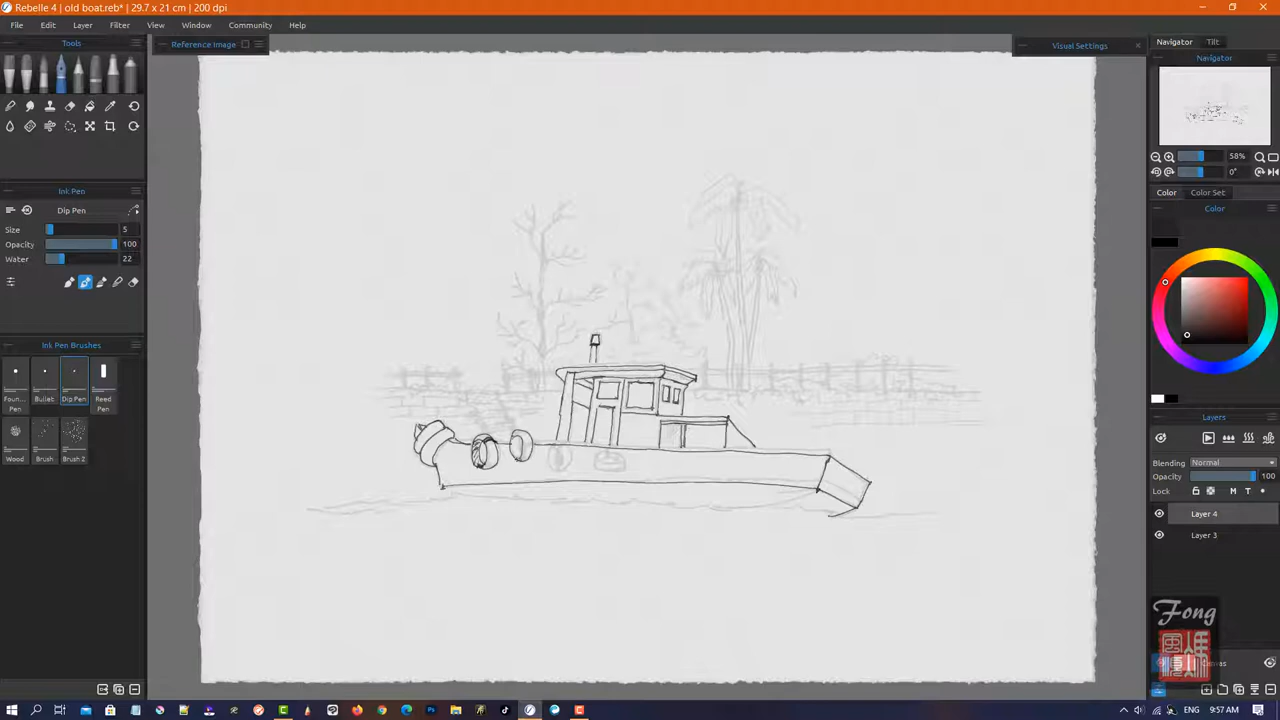 Rebelle 4 | old boat.reb* | 29.7 x 21 cm | 200 dpi
File Edit Layer Filter View Window Community Help
Tools
Reference Image
Visual Settings
Navigator Tilt
Navigator
58%
0°
Ink Pen
Dip Pen
Size 5
Opacity 100
Water 22
Color Color Set
Color
Ink Pen Brushes
Foun... Pen
Bullet
Dip Pen
Reed Pen
Wood
Brush
Brush 2
Layers
Blending Normal
Opacity 100
Lock M T
Layer 4
Layer 3
Fong
ENG 9:57 AM